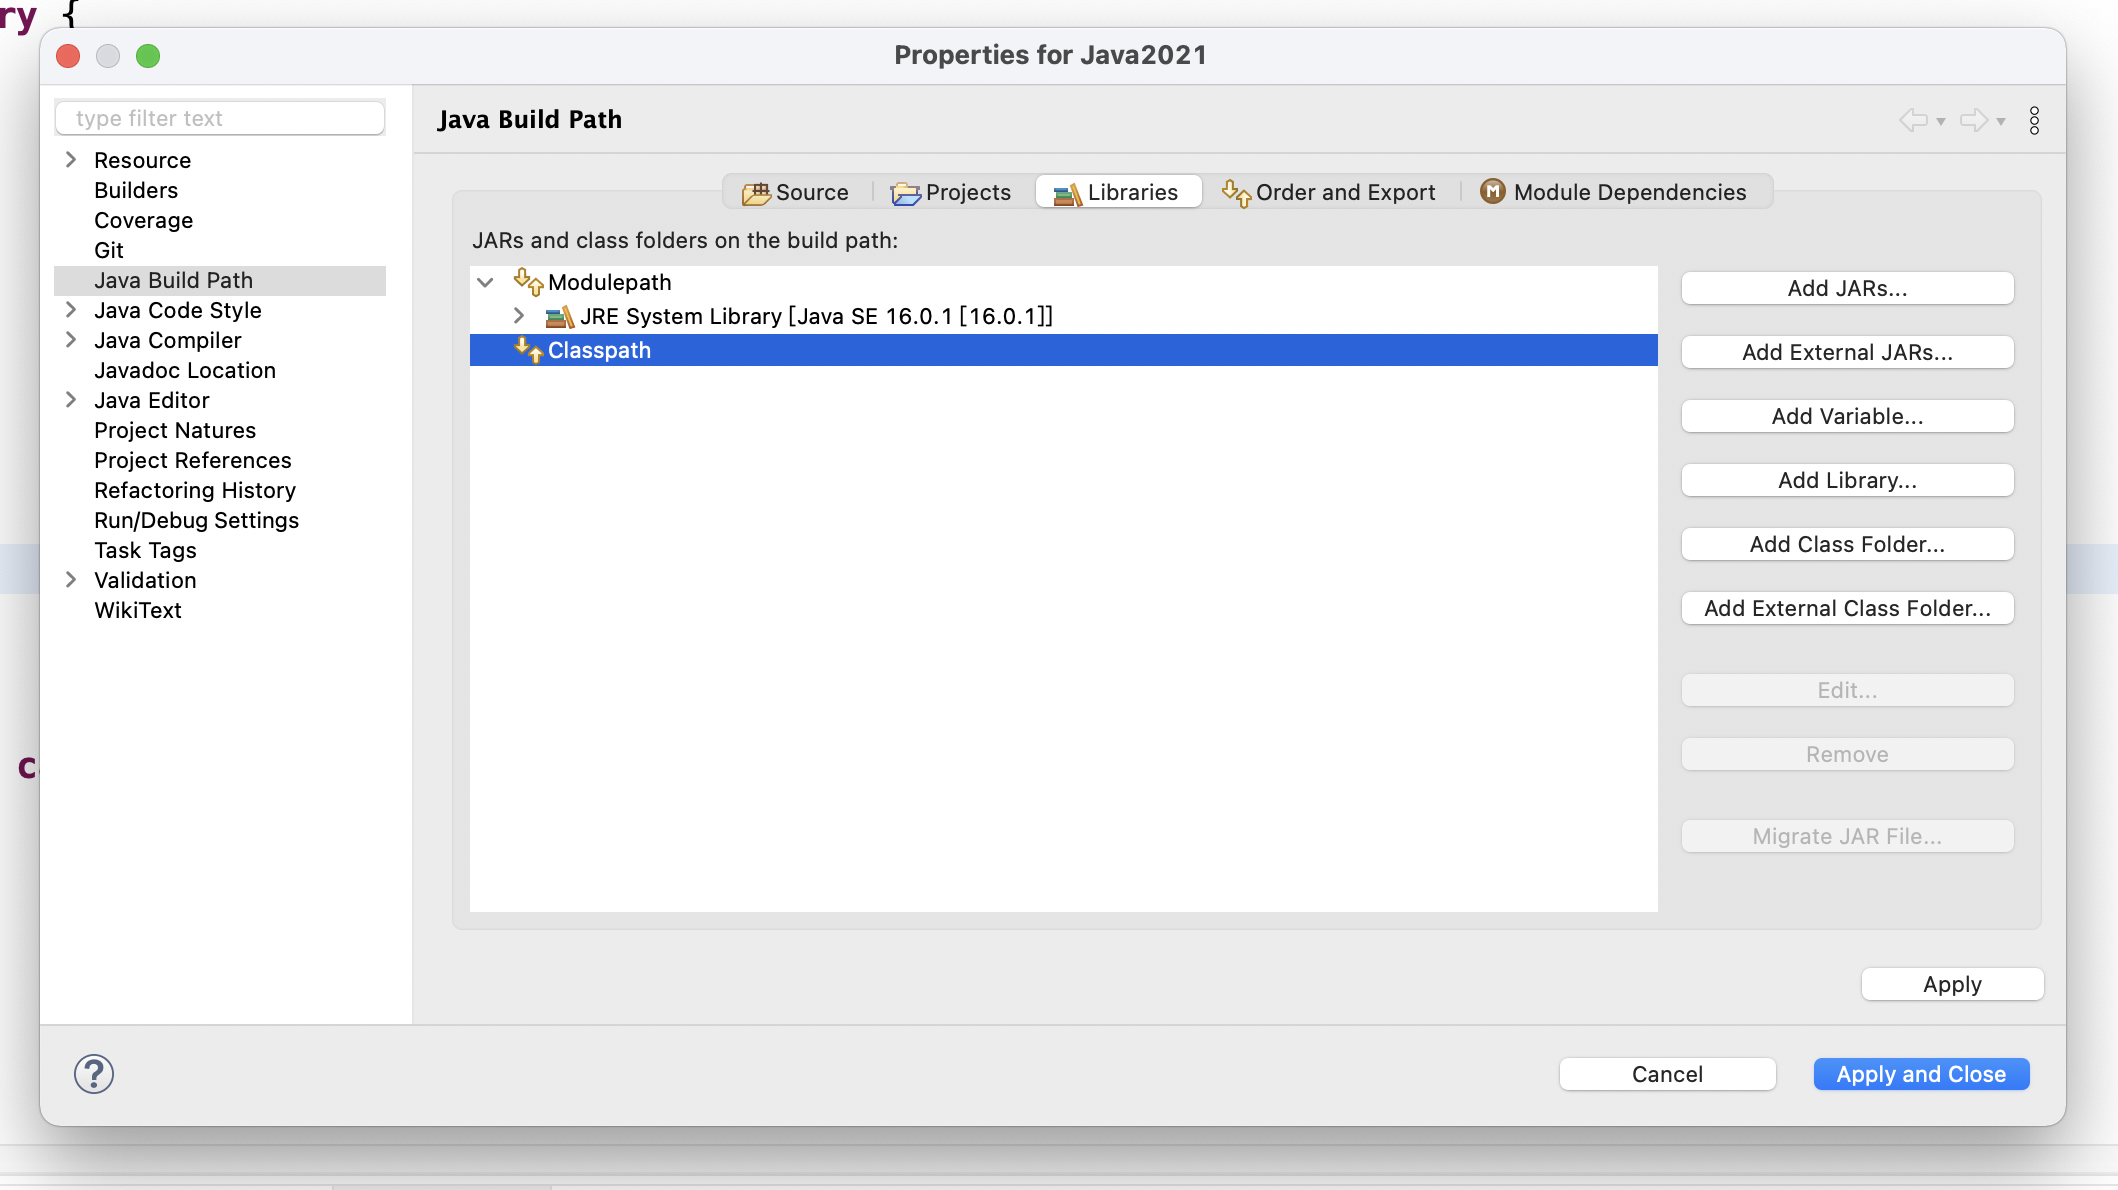 ry {
Properties for Java2021
type filter text
Resource
Builders
Coverage
Git
Java Build Path
Java Code Style
Java Compiler
Javadoc Location
Java Editor
Project Natures
Project References
Refactoring History
Run/Debug Settings
Task Tags
Validation
WikiText
Java Build Path
Source Projects Libraries Order and Export Module Dependencies
JARs and class folders on the build path:
Modulepath
JRE System Library [Java SE 16.0.1 [16.0.1]]
Classpath
Add JARs...
Add External JARs...
Add Variable...
Add Library...
Add Class Folder...
Add External Class Folder...
Edit...
Remove
Migrate JAR File...
Apply
?
Cancel
Apply and Close
c